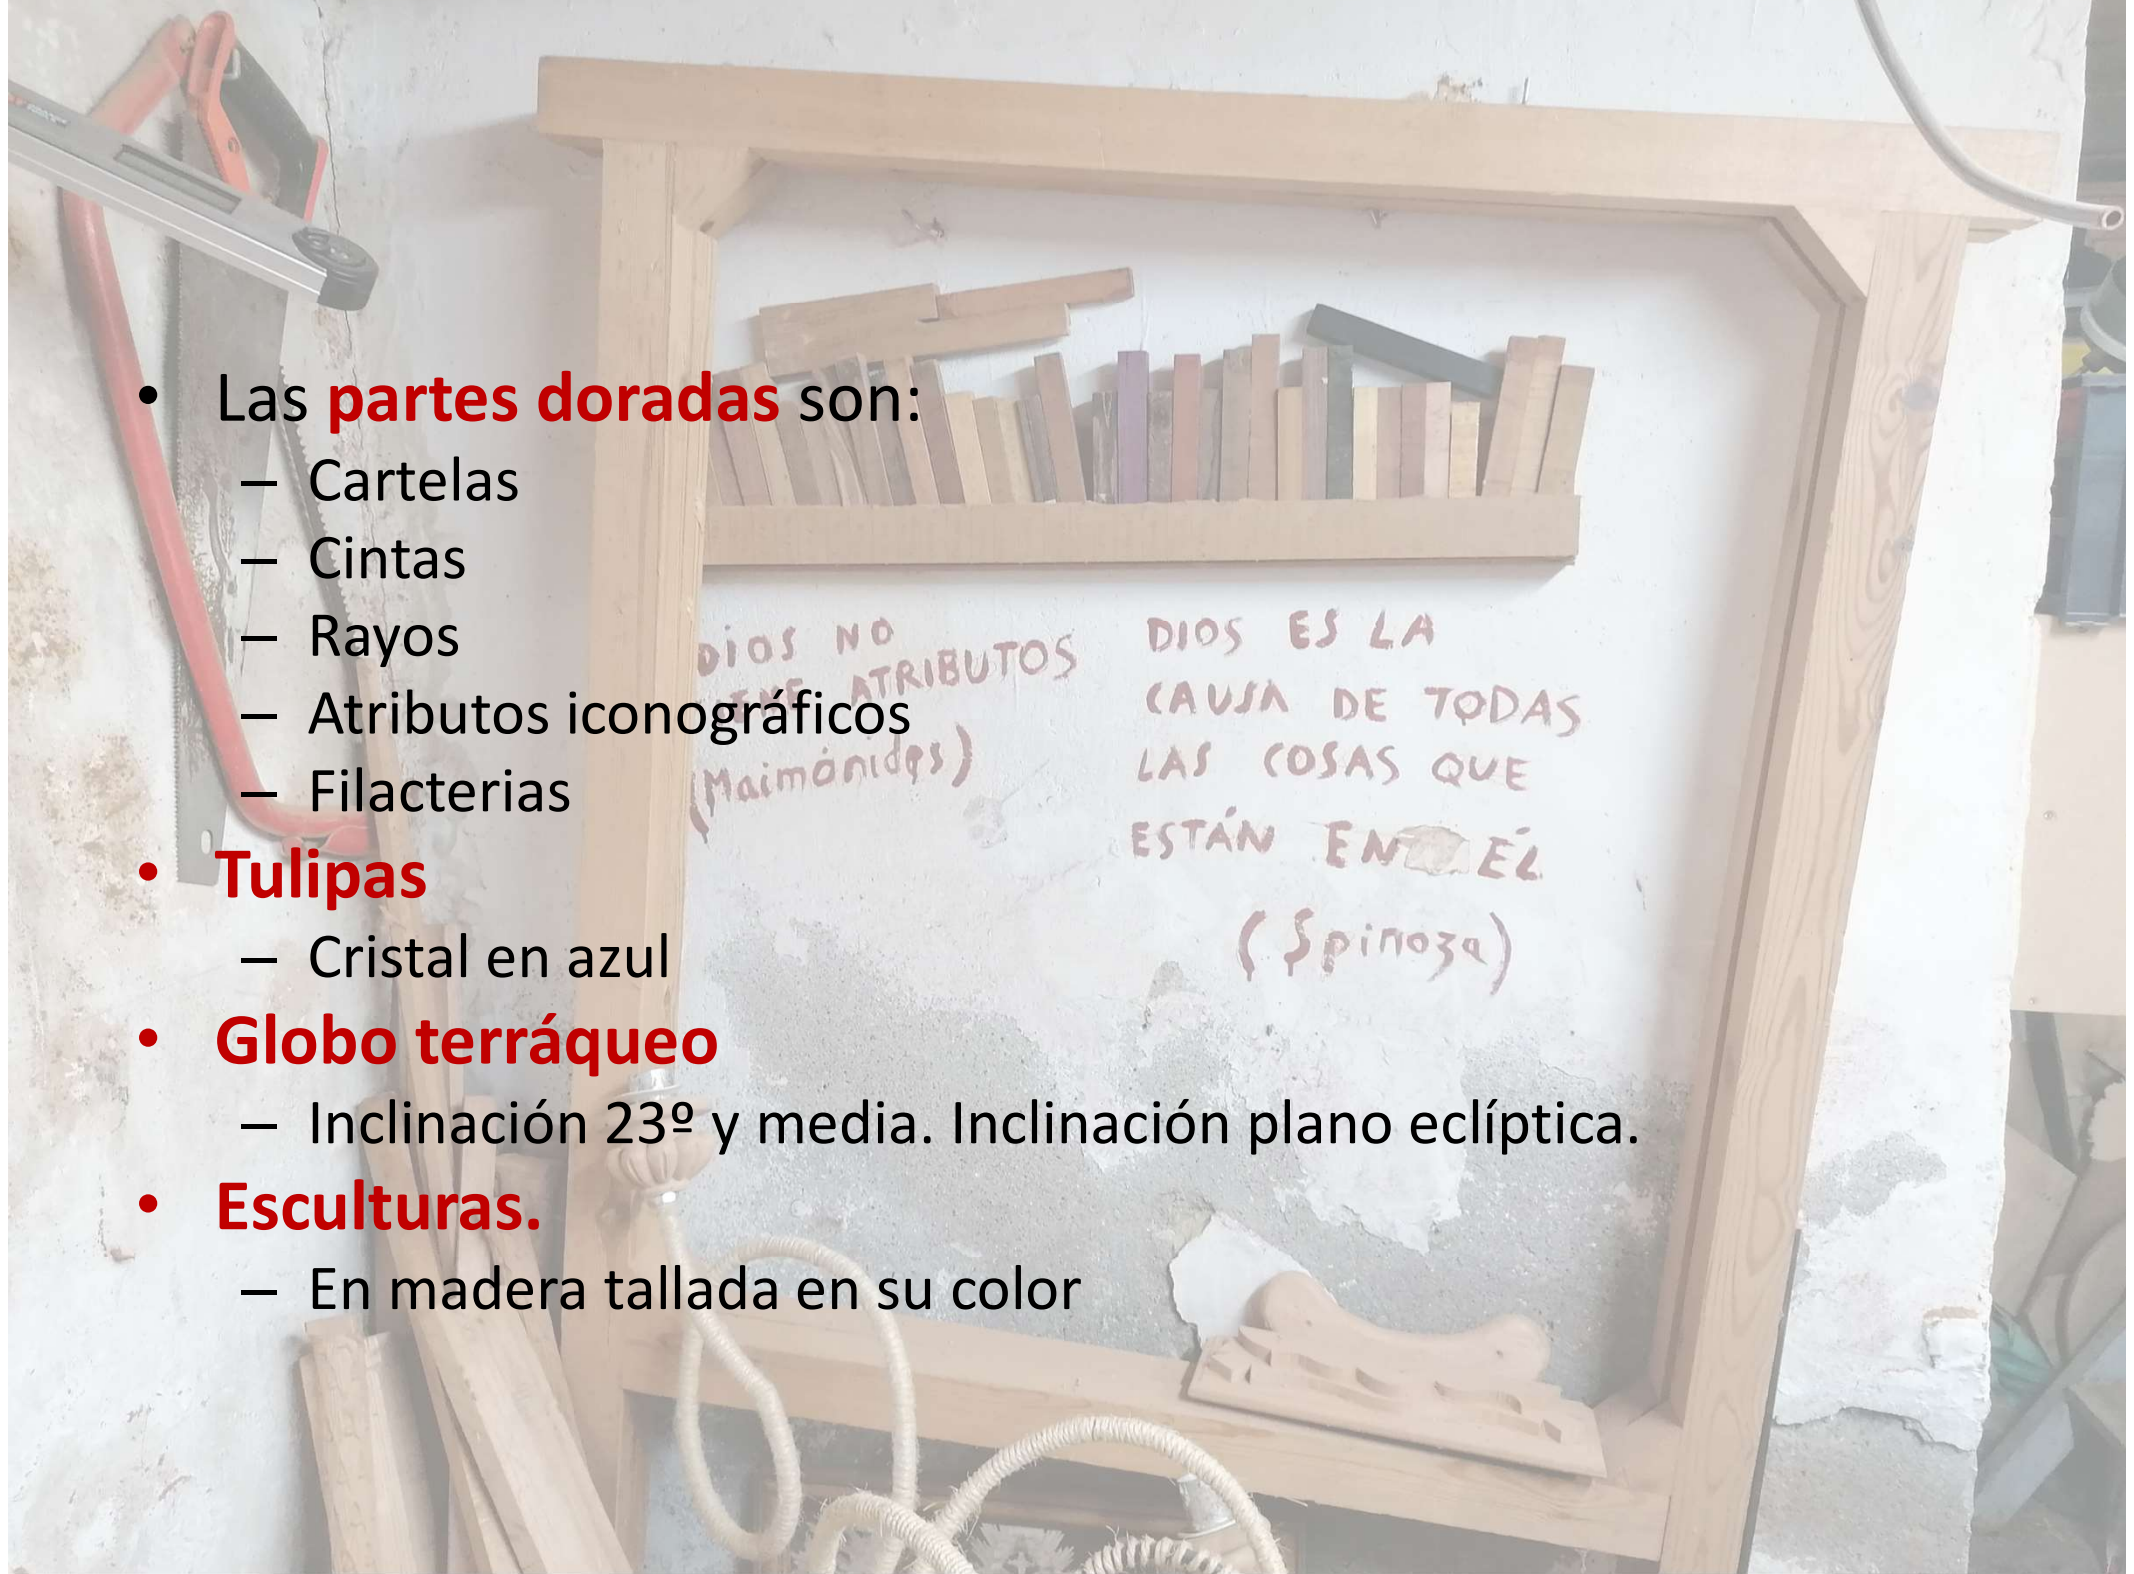 • Las partes doradas son:
– Cartelas
– Cintas
– Rayos
– Atributos iconográficos
– Filacterias
• Tulipas
– Cristal en azul
• Globo terráqueo
– Inclinación 23º y media. Inclinación plano eclíptica.
• Esculturas.
– En madera tallada en su color
DIOS NO
ATRIBUTOS
(Maimónides)
DIOS ES LA
CAUSA DE TODAS
LAS COSAS QUE
ESTÁN EN ÉL
(Spinoza)